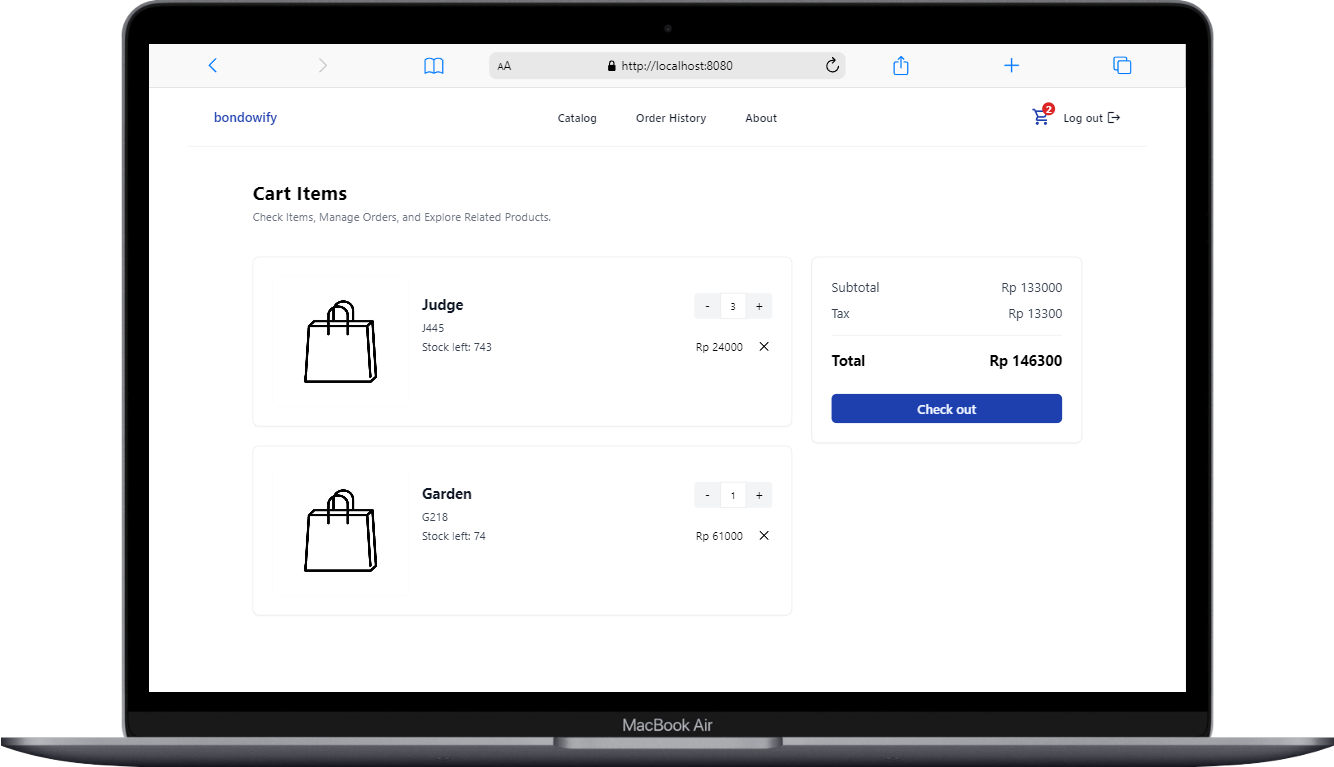 AA http://localhost:8080
bondowify Catalog Order History About 2 Log out
Cart Items
Check Items, Manage Orders, and Explore Related Products.
Judge
J445
Stock left: 743
- 3 +
Rp 24000
Garden
G218
Stock left: 74
- 1 +
Rp 61000
Subtotal Rp 133000
Tax Rp 13300
Total Rp 146300
Check out
MacBook Air